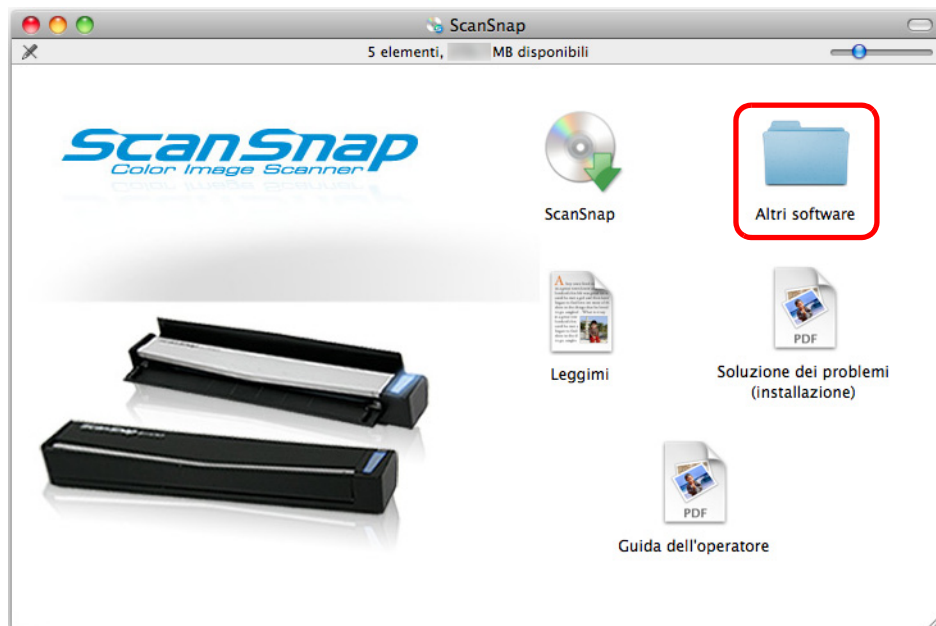 ScanSnap
5 elementi, MB disponibili
ScanSnap
Color Image Scanner
ScanSnap
Altri software
Leggimi
PDF
Soluzione dei problemi
(installazione)
PDF
Guida dell'operatore